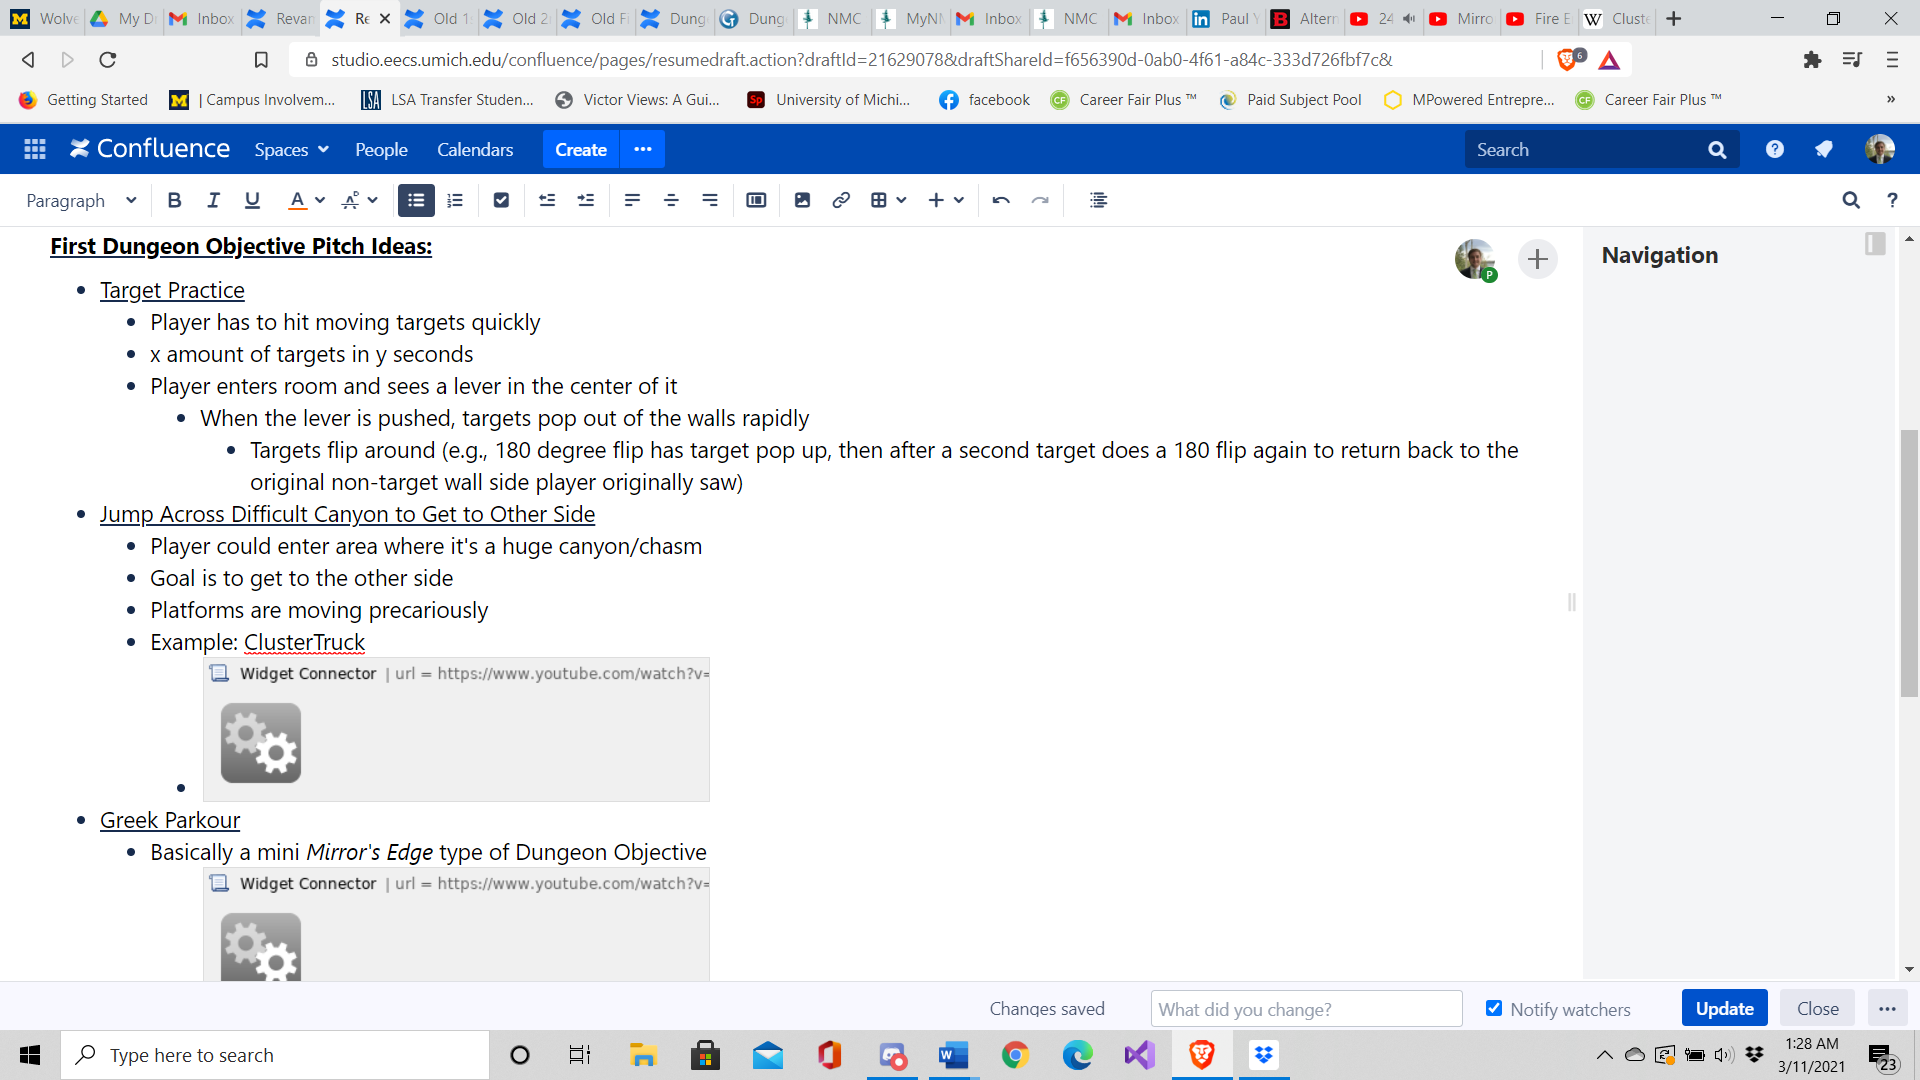 Wolve
My Dr
Inbox
Revan
Re
Old 1s
Old 2r
Old Fi
Dunge
Dunge
NMC
MyNM
Inbox
NMC
Inbox
Paul Y
Altern
24
Mirro
Fire E
Cluste
studio.eecs.umich.edu/confluence/pages/resumedraft.action?draftId=21629078&draftShareId=f656390d-0ab0-4f61-a84c-333d726fbf7c&
6
Getting Started
| Campus Involvem...
LSA Transfer Studen...
Victor Views: A Gui...
University of Michi...
facebook
Career Fair Plus ™
Paid Subject Pool
MPowered Entrepre...
Career Fair Plus ™
»
Confluence
Spaces
People
Calendars
Create
Search
Paragraph
B
I
U
A
First Dungeon Objective Pitch Ideas:
P
Navigation
Target Practice
Player has to hit moving targets quickly
x amount of targets in y seconds
Player enters room and sees a lever in the center of it
When the lever is pushed, targets pop out of the walls rapidly
Targets flip around (e.g., 180 degree flip has target pop up, then after a second target does a 180 flip again to return back to the
original non-target wall side player originally saw)
Jump Across Difficult Canyon to Get to Other Side
Player could enter area where it's a huge canyon/chasm
Goal is to get to the other side
Platforms are moving precariously
Example: ClusterTruck
Widget Connector | url = https://www.youtube.com/watch?v=
Greek Parkour
Basically a mini Mirror's Edge type of Dungeon Objective
Widget Connector | url = https://www.youtube.com/watch?v=
Changes saved
What did you change?
Notify watchers
Update
Close
Type here to search
1:28 AM
3/11/2021
23